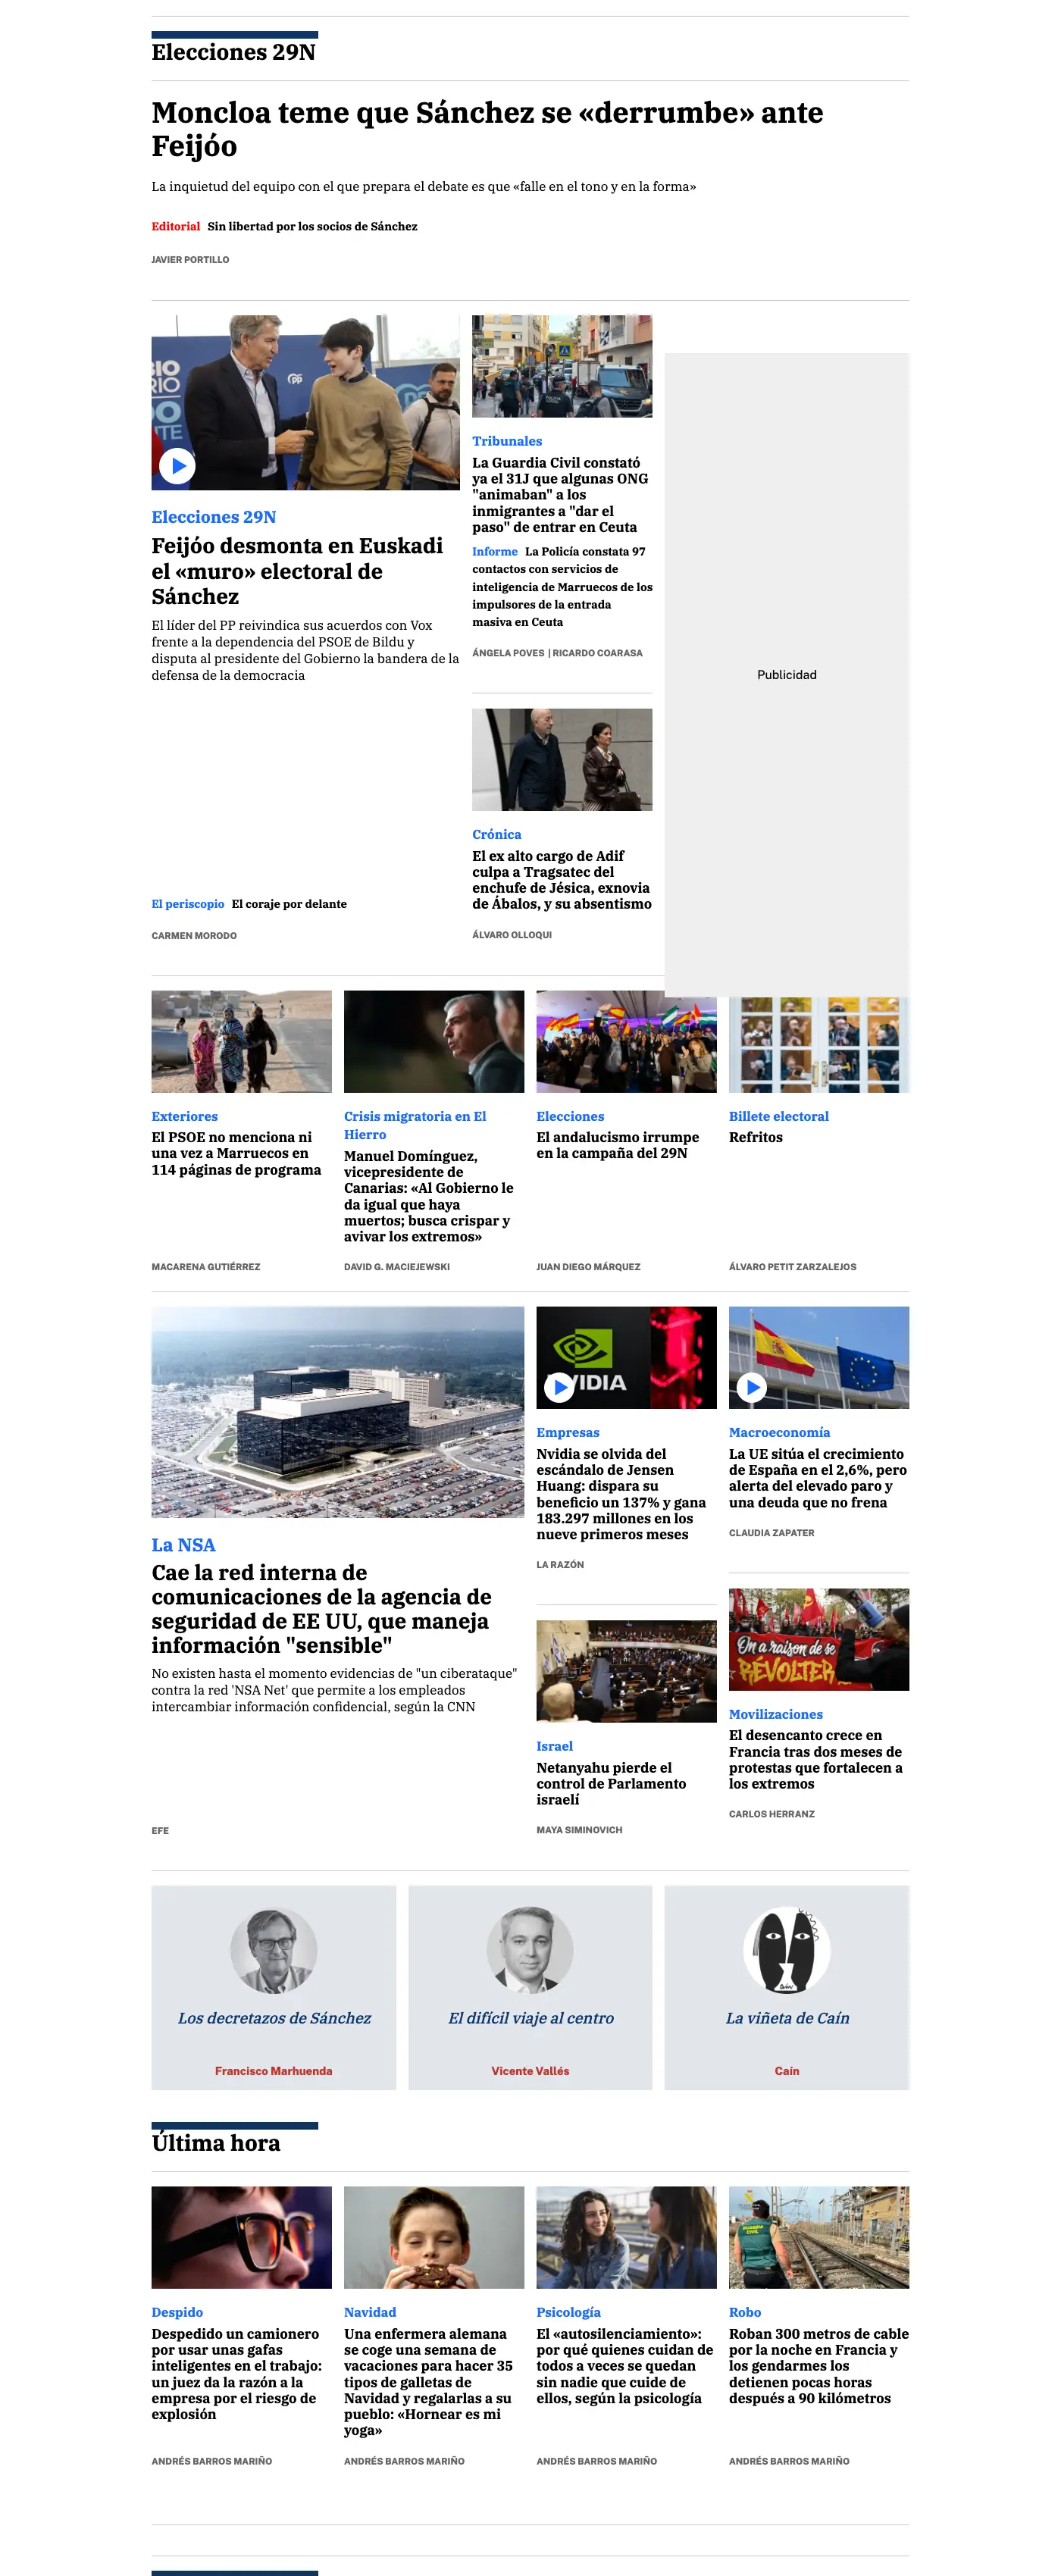 Elecciones 29N
Moncloa teme que Sánchez se «derrumbe» ante
Feijóo
La inquietud del equipo con el que prepara el debate es que «falle en el tono y en la forma»
Editorial Sin libertad por los socios de Sánchez
JAVIER PORTILLO
Elecciones 29N
Feijóo desmonta en Euskadi
el «muro» electoral de
Sánchez
El líder del PP reivindica sus acuerdos con Vox
frente a la dependencia del PSOE de Bildu y
disputa al presidente del Gobierno la bandera de la
defensa de la democracia
El periscopio El coraje por delante
CARMEN MORODO
Tribunales
La Guardia Civil constató
ya el 31J que algunas ONG
"animaban" a los
inmigrantes a "dar el
paso" de entrar en Ceuta
Informe La Policía constata 97
contactos con servicios de
inteligencia de Marruecos de los
impulsores de la entrada
masiva en Ceuta
ÁNGELA POVES | RICARDO COARASA
Crónica
El ex alto cargo de Adif
culpa a Tragsatec del
enchufe de Jésica, exnovia
de Ábalos, y su absentismo
ÁLVARO OLLOQUI
Publicidad
Exteriores
El PSOE no menciona ni
una vez a Marruecos en
114 páginas de programa
MACARENA GUTIÉRREZ
Crisis migratoria en El
Hierro
Manuel Domínguez,
vicepresidente de
Canarias: «Al Gobierno le
da igual que haya
muertos; busca crispar y
avivar los extremos»
DAVID G. MACIEJEWSKI
Elecciones
El andalucismo irrumpe
en la campaña del 29N
JUAN DIEGO MÁRQUEZ
Billete electoral
Refritos
ÁLVARO PETIT ZARZALEJOS
La NSA
Cae la red interna de
comunicaciones de la agencia de
seguridad de EE UU, que maneja
información "sensible"
No existen hasta el momento evidencias de "un ciberataque"
contra la red 'NSA Net' que permite a los empleados
intercambiar información confidencial, según la CNN
EFE
Empresas
Nvidia se olvida del
escándalo de Jensen
Huang: dispara su
beneficio un 137% y gana
183.297 millones en los
nueve primeros meses
LA RAZÓN
Israel
Netanyahu pierde el
control de Parlamento
israelí
MAYA SIMINOVICH
Macroeconomía
La UE sitúa el crecimiento
de España en el 2,6%, pero
alerta del elevado paro y
una deuda que no frena
CLAUDIA ZAPATER
On a raison de se
RÉVOLTER
Movilizaciones
El desencanto crece en
Francia tras dos meses de
protestas que fortalecen a
los extremos
CARLOS HERRANZ
Los decretazos de Sánchez
Francisco Marhuenda
El difícil viaje al centro
Vicente Vallés
La viñeta de Caín
Caín
Última hora
Despido
Despedido un camionero
por usar unas gafas
inteligentes en el trabajo:
un juez da la razón a la
empresa por el riesgo de
explosión
ANDRÉS BARROS MARIÑO
Navidad
Una enfermera alemana
se coge una semana de
vacaciones para hacer 35
tipos de galletas de
Navidad y regalarlas a su
pueblo: «Hornear es mi
yoga»
ANDRÉS BARROS MARIÑO
Psicología
El «autosilenciamiento»:
por qué quienes cuidan de
todos a veces se quedan
sin nadie que cuide de
ellos, según la psicología
ANDRÉS BARROS MARIÑO
Robo
Roban 300 metros de cable
por la noche en Francia y
los gendarmes los
detienen pocas horas
después a 90 kilómetros
ANDRÉS BARROS MARIÑO